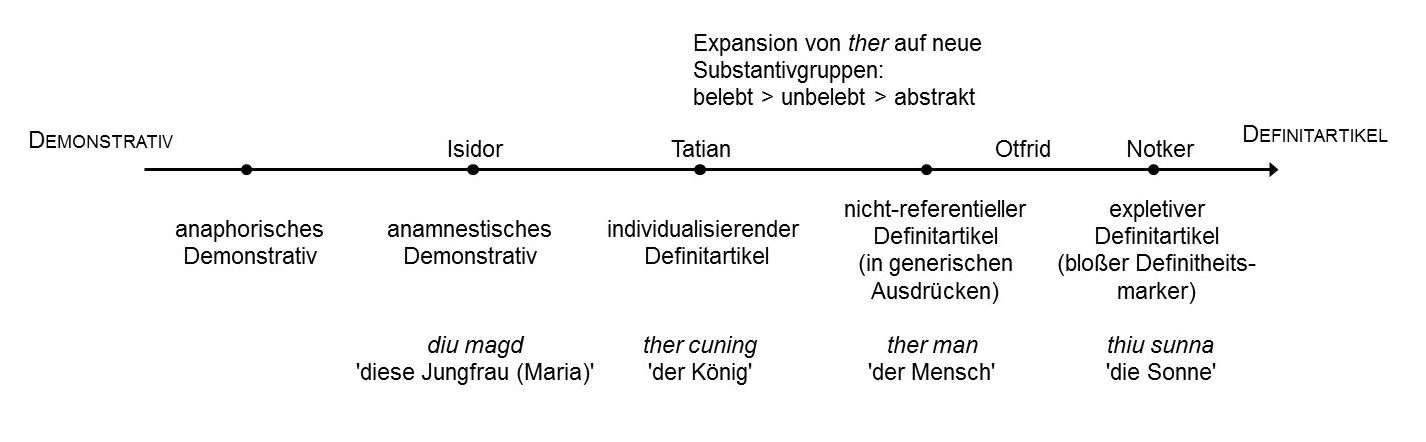 Expansion von ther auf neue
Substantivgruppen:
belebt > unbelebt > abstrakt
DEMONSTRATIV
Isidor
Tatian
Otfrid
Notker
DEFINITARTIKEL
anaphorisches
Demonstrativ
anamnestisches
Demonstrativ
individualisierender
Definitartikel
nicht-referentieller
Definitartikel
(in generischen
Ausdrücken)
expletiver
Definitartikel
(bloßer Definitheits-
marker)
diu magd
'diese Jungfrau (Maria)'
ther cuning
'der König'
ther man
'der Mensch'
thiu sunna
'die Sonne'